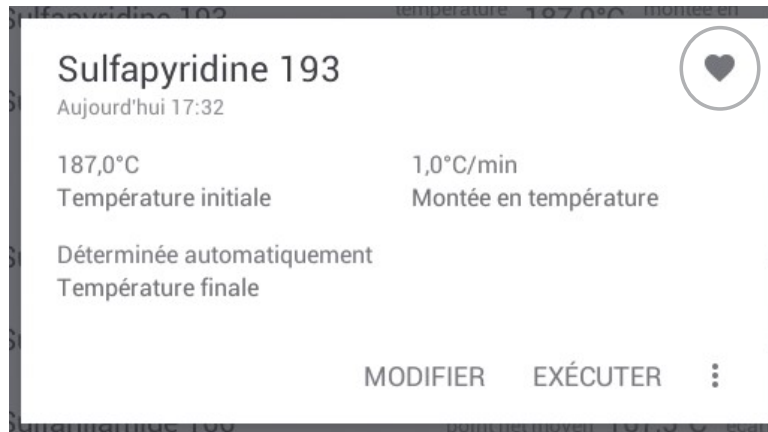 Sulfapyridine 193
Aujourd'hui 17:32
187,0°C
Température initiale
1,0°C/min
Montée en température
Déterminée automatiquement
Température finale
MODIFIER EXÉCUTER